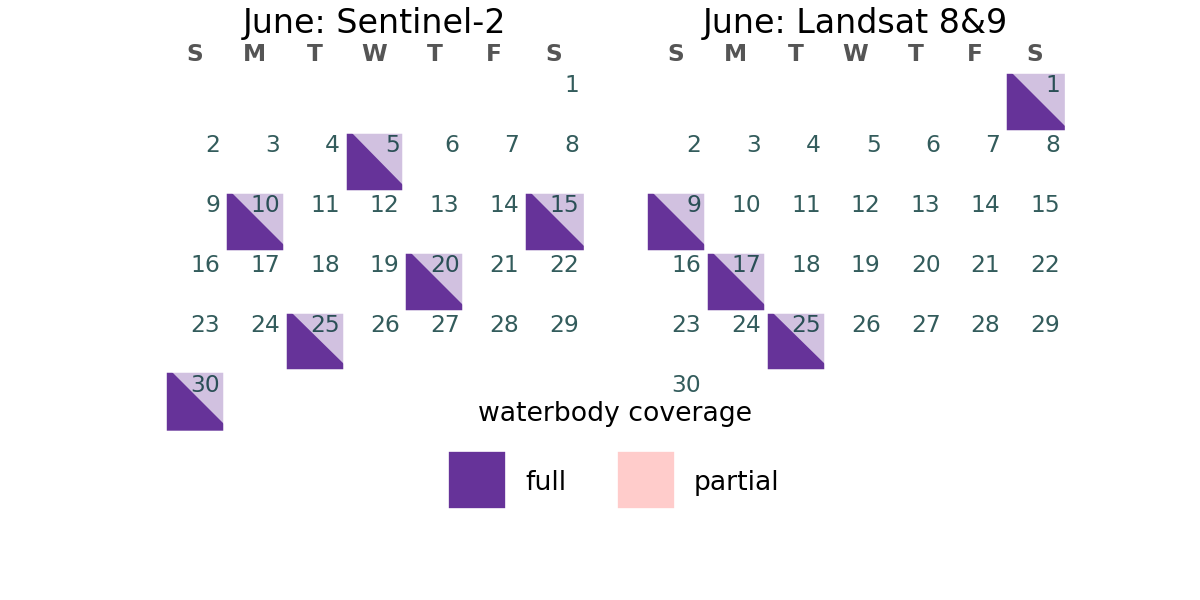 June: Sentinel-2
S M T W T F S
1
2 3 4 5 6 7 8
9 10 11 12 13 14 15
16 17 18 19 20 21 22
23 24 25 26 27 28 29
30
June: Landsat 8&9
S M T W T F S
1
2 3 4 5 6 7 8
9 10 11 12 13 14 15
16 17 18 19 20 21 22
23 24 25 26 27 28 29
30
waterbody coverage
full
partial